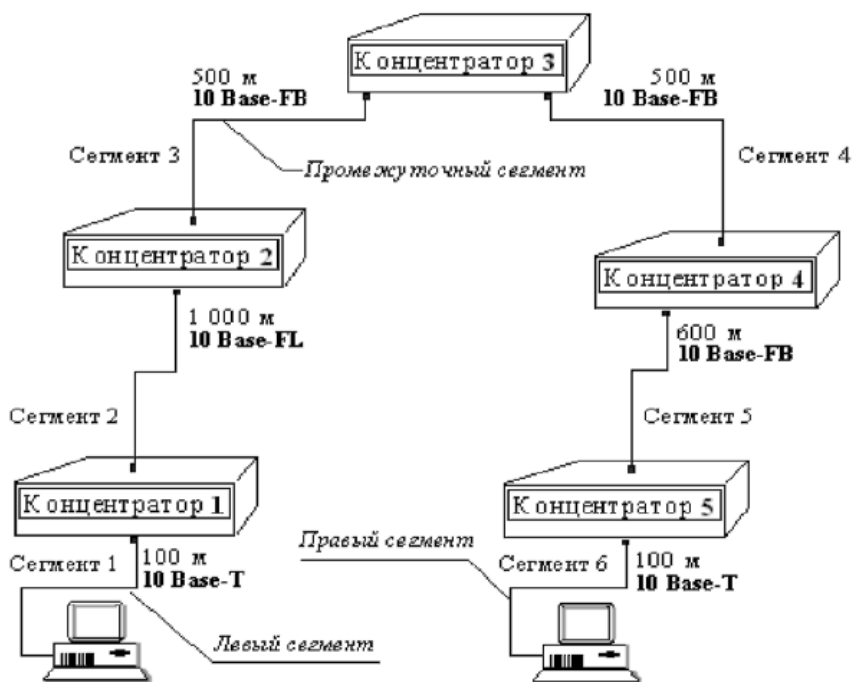 Концентратор 3
500 м
10 Base-FB
500 м
10 Base-FB
Сегмент 3
Промежуточный сегмент
Сегмент 4
Концентратор 2
Концентратор 4
1 000 м
10 Base-FL
600 м
10 Base-FB
Сегмент 2
Сегмент 5
Концентратор 1
Концентратор 5
Сегмент 1
100 м
10 Base-T
Правый сегмент
Сегмент 6
100 м
10 Base-T
Левый сегмент